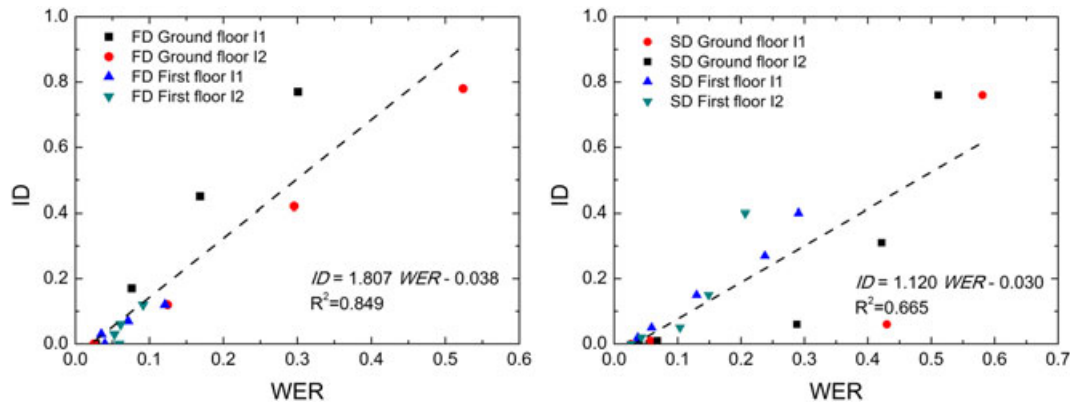 FD Ground floor I1
FD Ground floor I2
FD First floor I1
FD First floor I2
ID = 1.807 WER - 0.038
R²=0.849
1.0
0.8
0.6
0.4
0.2
0.0
ID
0.0 0.1 0.2 0.3 0.4 0.5 0.6
WER
SD Ground floor I1
SD Ground floor I2
SD First floor I1
SD First floor I2
ID = 1.120 WER - 0.030
R²=0.665
1.0
0.8
0.6
0.4
0.2
0.0
ID
0.0 0.1 0.2 0.3 0.4 0.5 0.6 0.7
WER